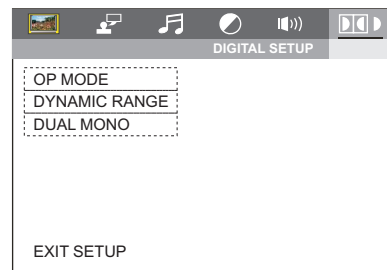 DIGITAL SETUP
OP MODE
DYNAMIC RANGE
DUAL MONO
EXIT SETUP